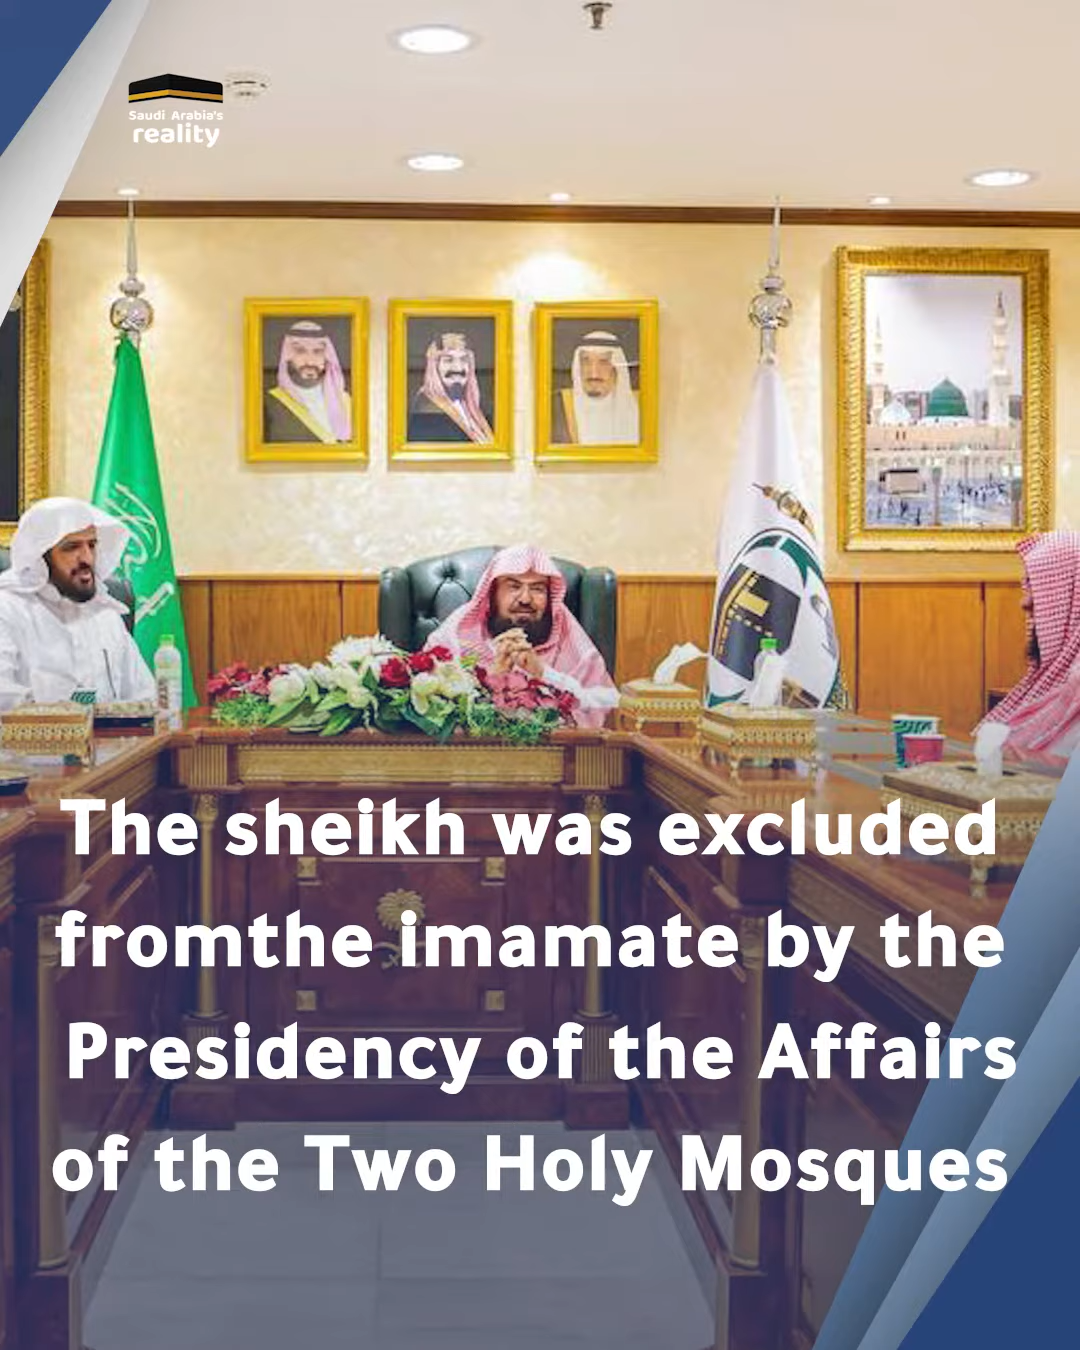 Saudi Arabia's
reality
The sheikh was excluded
fromthe imamate by the
Presidency of the Affairs
of the Two Holy Mosques